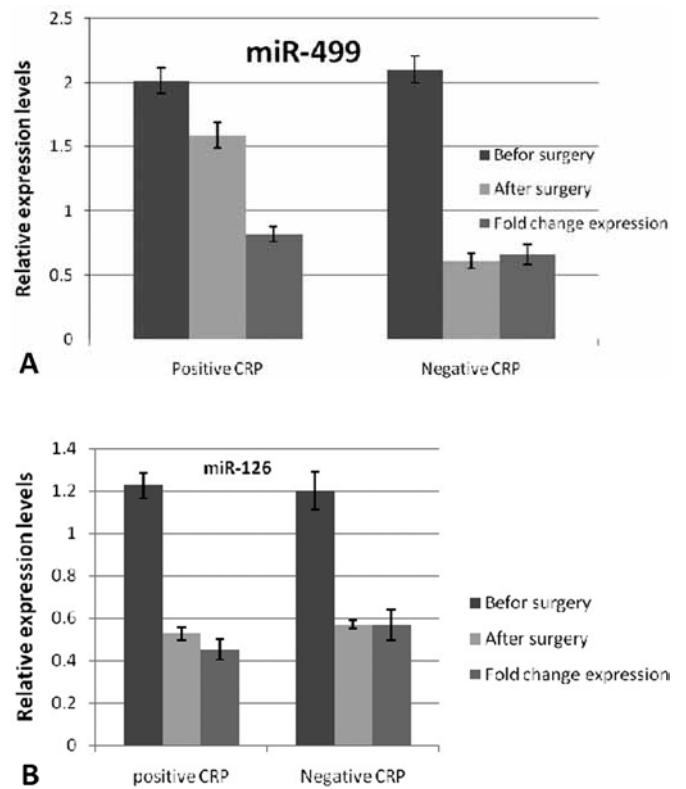 miR-499
Relative expression levels
2.5
2
1.5
1
0.5
0
Befor surgery
After surgery
Fold change expression
Positive CRP
Negative CRP
A
miR-126
Relative expression levels
1.4
1.2
1
0.8
0.6
0.4
0.2
0
Befor surgery
After surgery
Fold change expression
positive CRP
Negative CRP
B